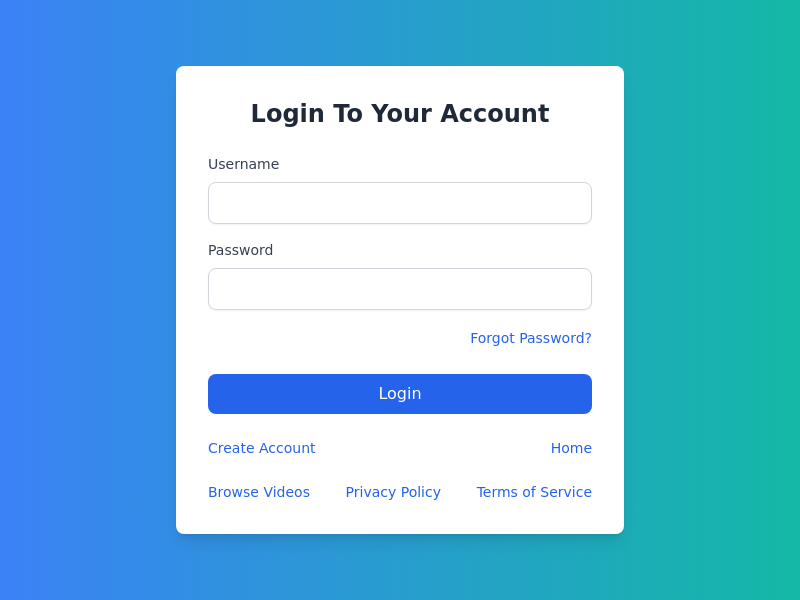 Login To Your Account
Username
Password
Forgot Password?
Login
Create Account Home
Browse Videos Privacy Policy Terms of Service